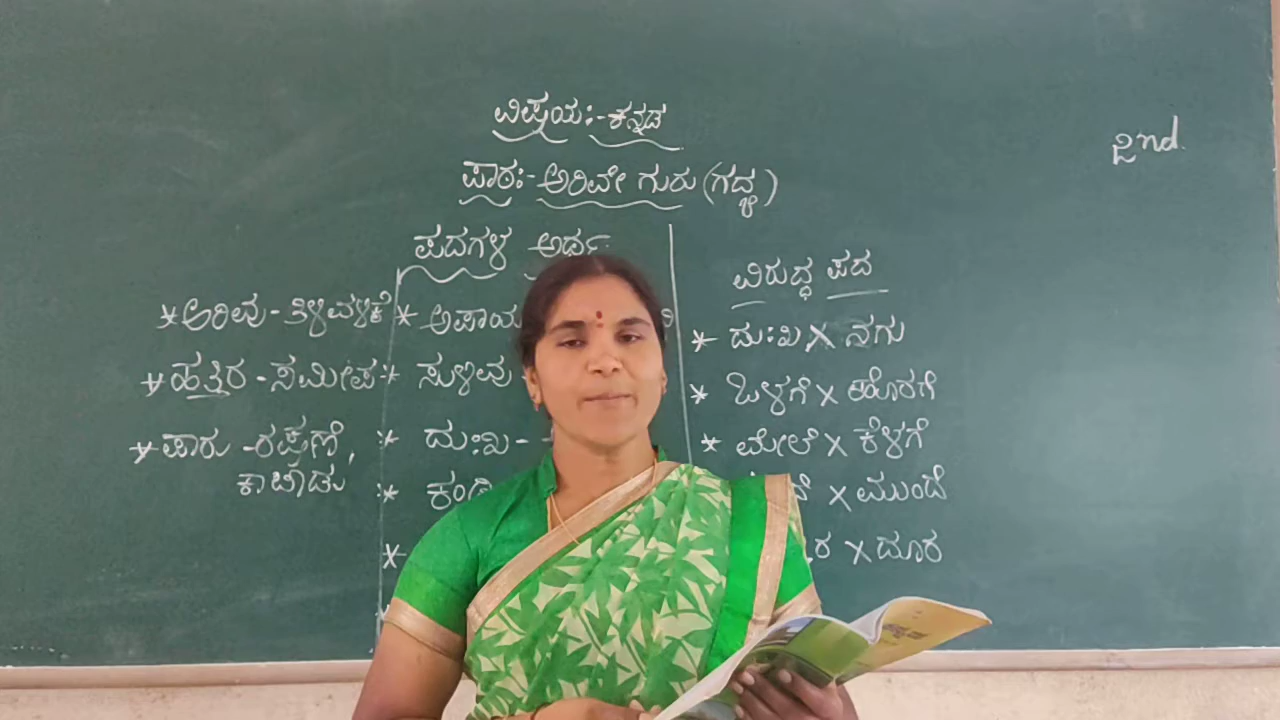 ವಿಷಯ:-ಕನ್ನಡ
2nd.
ಪಾಠ:-ಅರಿವೇ ಗುರು (ಗದ್ಯ)
ಪದಗಳ ಅರ್ಥ
ವಿರುದ್ಧ ಪದ
*ಅರಿವು-ತಿಳಿವಳಿಕೆ
*ಹತ್ತಿರ-ಸಮೀಪ
*ಪಾರು-ರಕ್ಷಣೆ,
ಕಾಪಾಡು
* ಅಪಾಯ
* ಸುಳಿವು
* ದುಃಖ-
*
* ದುಃಖ X ನಗು
* ಒಳಗೆ X ಹೊರಗೆ
* ಮೇಲೆ X ಕೆಳಗೆ
X ಮುಂದೆ
X ದೂರ